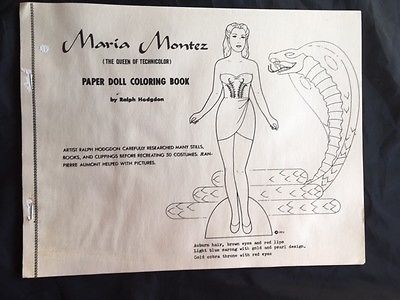 Maria Montez
(THE QUEEN OF TECHNICOLOR)
PAPER DOLL COLORING BOOK
by Ralph Hodgdon
ARTIST RALPH HODGDON CAREFULLY RESEARCHED MANY STILLS,
BOOKS, AND CLIPPINGS BEFORE RECREATING 50 COSTUMES. JEAN-
PIERRE AUMONT HELPED WITH PICTURES.
Auburn hair, brown eyes and red lips
Light blue sarong with gold and pearl design.
Gold cobra throne with red eyes